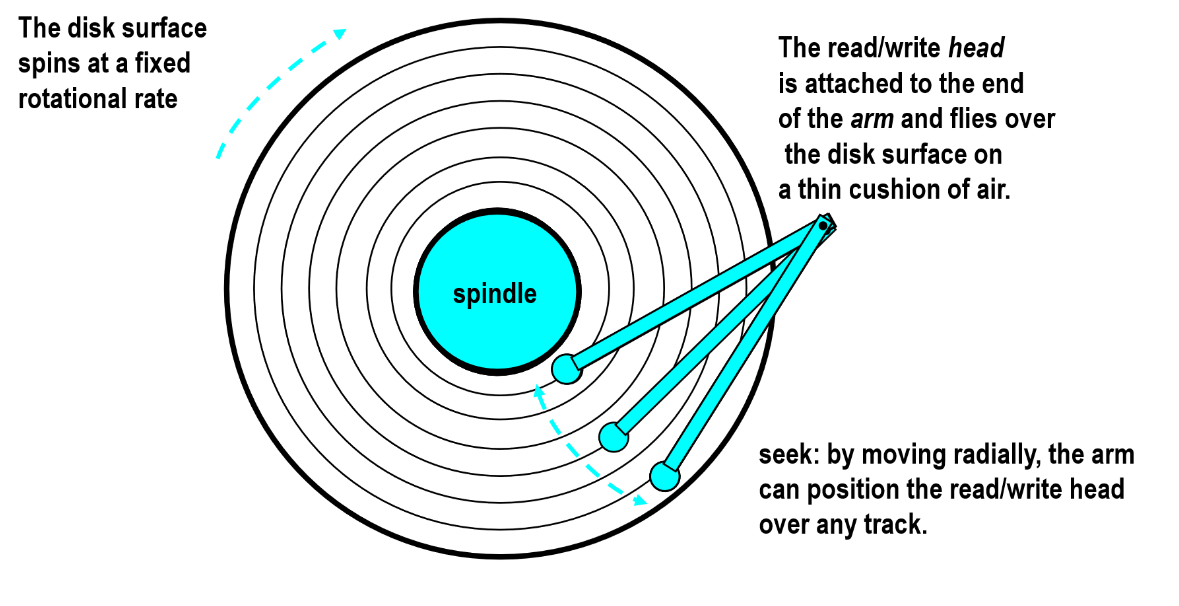 The disk surface
spins at a fixed
rotational rate
The read/write head
is attached to the end
of the arm and flies over
the disk surface on
a thin cushion of air.
spindle
seek: by moving radially, the arm
can position the read/write head
over any track.